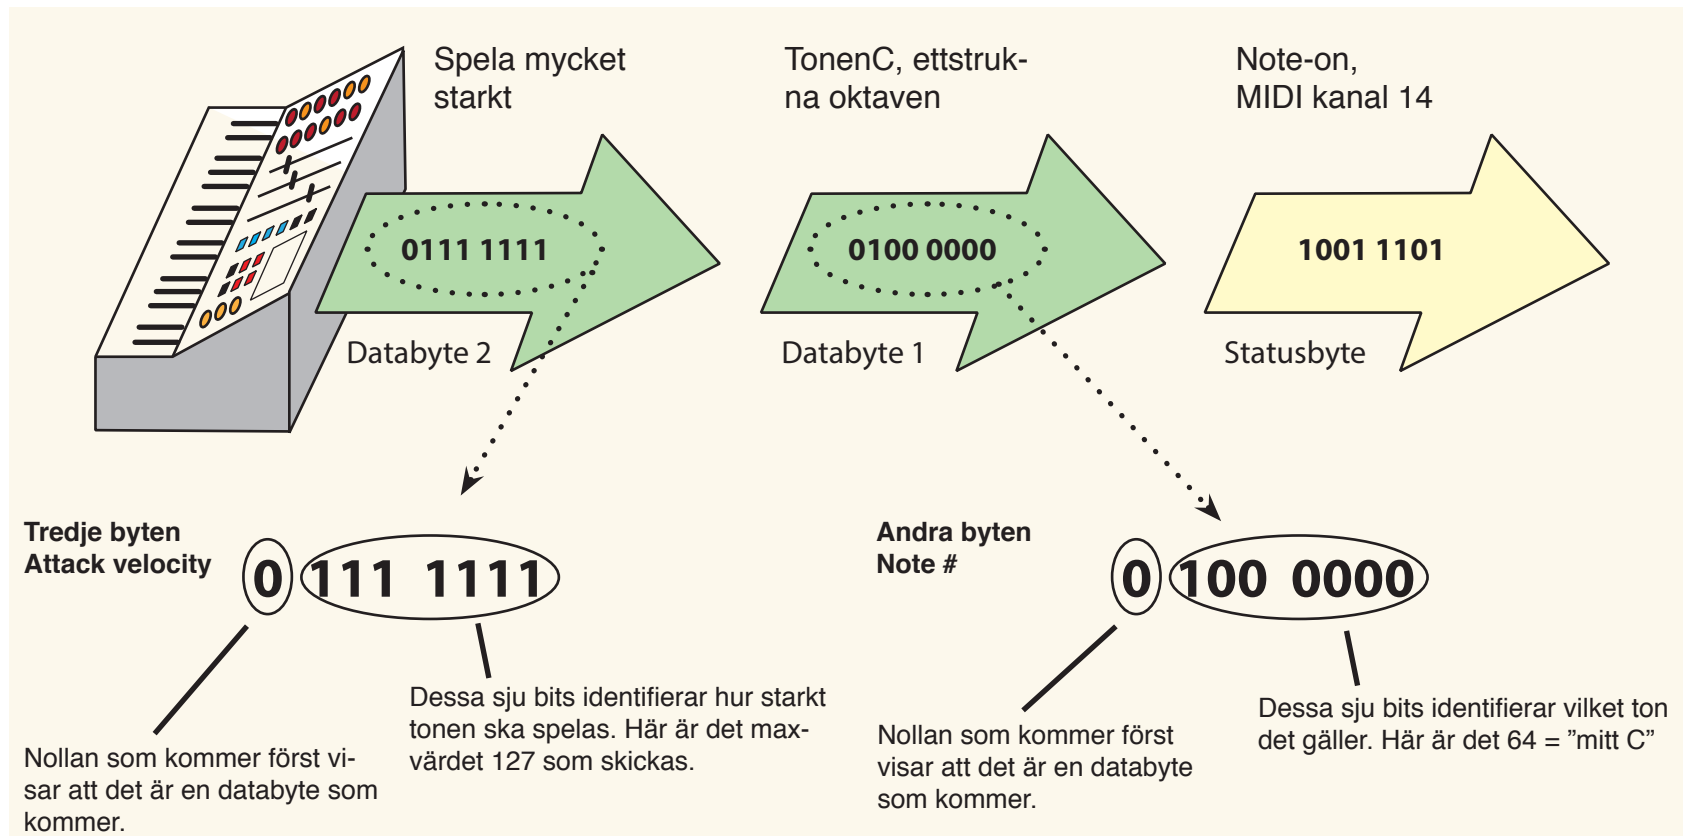 Spela mycket
starkt
TonenC, ettstruk-
na oktaven
Note-on,
MIDI kanal 14
0111 1111
0100 0000
1001 1101
Databyte 2
Databyte 1
Statusbyte
Tredje byten
Attack velocity
0 111 1111
Dessa sju bits identifierar hur starkt
tonen ska spelas. Här är det max-
värdet 127 som skickas.
Nollan som kommer först vi-
sar att det är en databyte som
kommer.
Andra byten
Note #
0 100 0000
Dessa sju bits identifierar vilket ton
det gäller. Här är det 64 = ”mitt C”
Nollan som kommer först
visar att det är en databyte
som kommer.